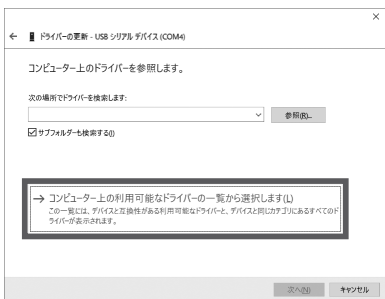 ドライバーの更新 - USB シリアル デバイス (COM4)
コンピューター上のドライバーを参照します。
次の場所でドライバーを検索します:
参照(R)...
サブフォルダーも検索する(I)
コンピューター上の利用可能なドライバーの一覧から選択します(L)
この一覧には、デバイスと互換性がある利用可能なドライバーと、デバイスと同じカテゴリにあるすべてのド
ライバーが表示されます。
次へ(N)
キャンセル